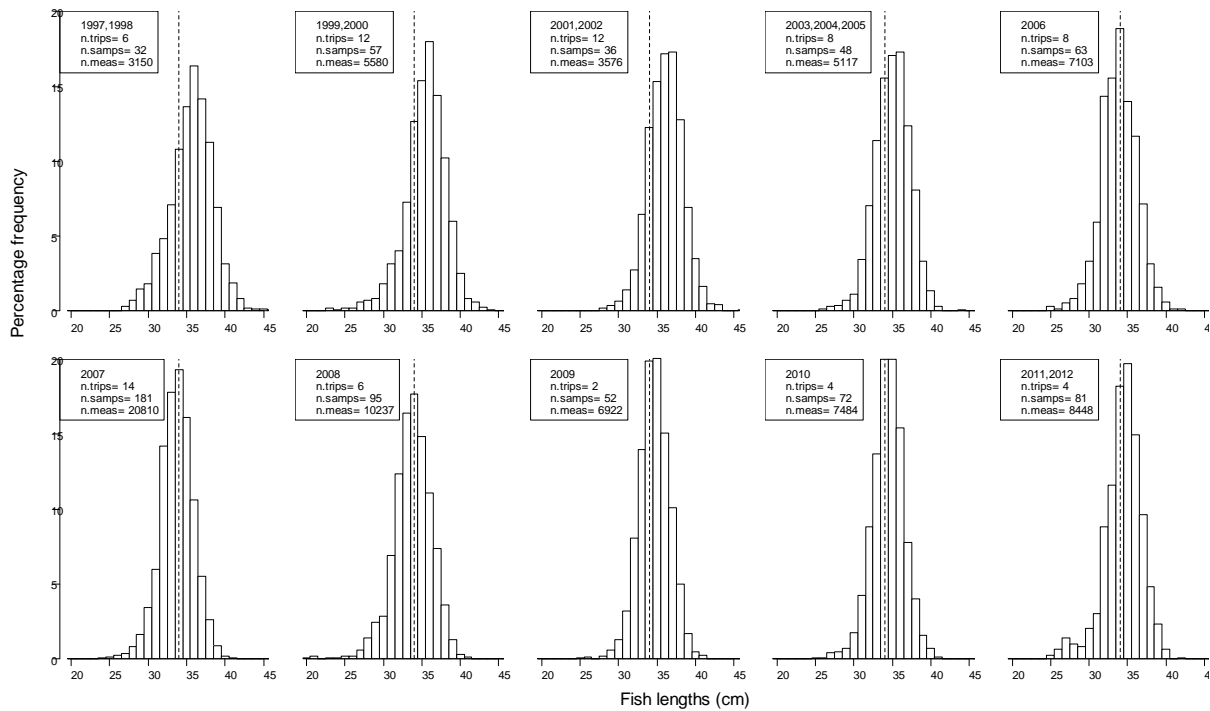 20
15
10
5
0
1997,1998
n.trips= 6
n.samps= 32
n.meas= 3150
20 25 30 35 40 45
1999,2000
n.trips= 12
n.samps= 57
n.meas= 5580
20 25 30 35 40 45
2001,2002
n.trips= 12
n.samps= 36
n.meas= 3576
20 25 30 35 40 45
2003,2004,2005
n.trips= 8
n.samps= 48
n.meas= 5117
20 25 30 35 40 45
2006
n.trips= 8
n.samps= 63
n.meas= 7103
20 25 30 35 40 45
Percentage frequency
20
15
10
5
0
2007
n.trips= 14
n.samps= 181
n.meas= 20810
20 25 30 35 40 45
2008
n.trips= 6
n.samps= 95
n.meas= 10237
20 25 30 35 40 45
2009
n.trips= 2
n.samps= 52
n.meas= 6922
20 25 30 35 40 45
2010
n.trips= 4
n.samps= 72
n.meas= 7484
20 25 30 35 40 45
2011,2012
n.trips= 4
n.samps= 81
n.meas= 8448
20 25 30 35 40 45
Fish lengths (cm)